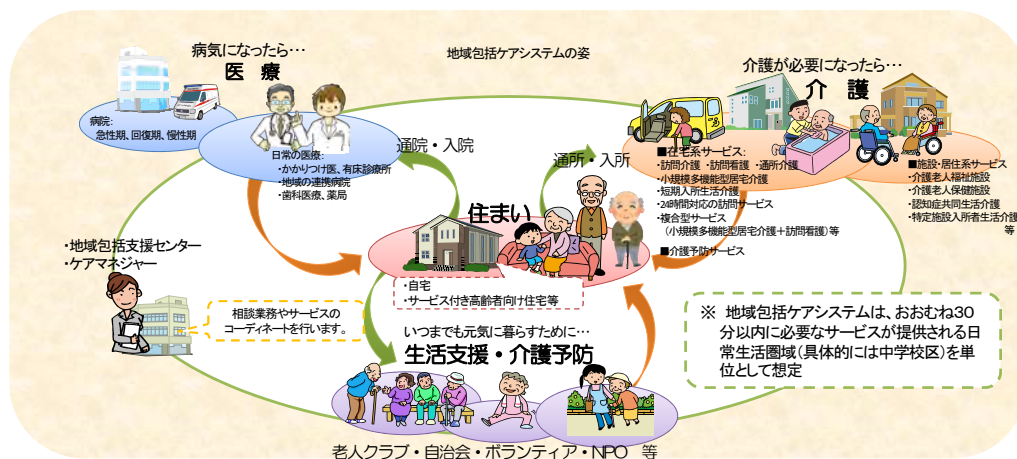 地域包括ケアシステムの姿
病気になったら…
医 療
病院:
急性期、回復期、慢性期
日常の医療:
・かかりつけ医、有床診療所
・地域の連携病院
・歯科医療、薬局
通院・入院
通所・入所
介護が必要になったら…
介 護
■在宅系サービス:
・訪問介護 ・訪問看護 ・通所介護
・小規模多機能型居宅介護
・短期入所生活介護
・24時間対応の訪問サービス
・複合型サービス
(小規模多機能型居宅介護+訪問看護)等
■介護予防サービス
■施設・居住系サービス
・介護老人福祉施設
・介護老人保健施設
・認知症共同生活介護
・特定施設入所者生活介護
等
住まい
・自宅
・サービス付き高齢者向け住宅等
・地域包括支援センター
・ケアマネジャー
相談業務やサービスの
コーディネートを行います。
いつまでも元気に暮らすために…
生活支援・介護予防
老人クラブ・自治会・ボランティア・NPO 等
※ 地域包括ケアシステムは、おおむね30
分以内に必要なサービスが提供される日
常生活圏域(具体的には中学校区)を単
位として想定